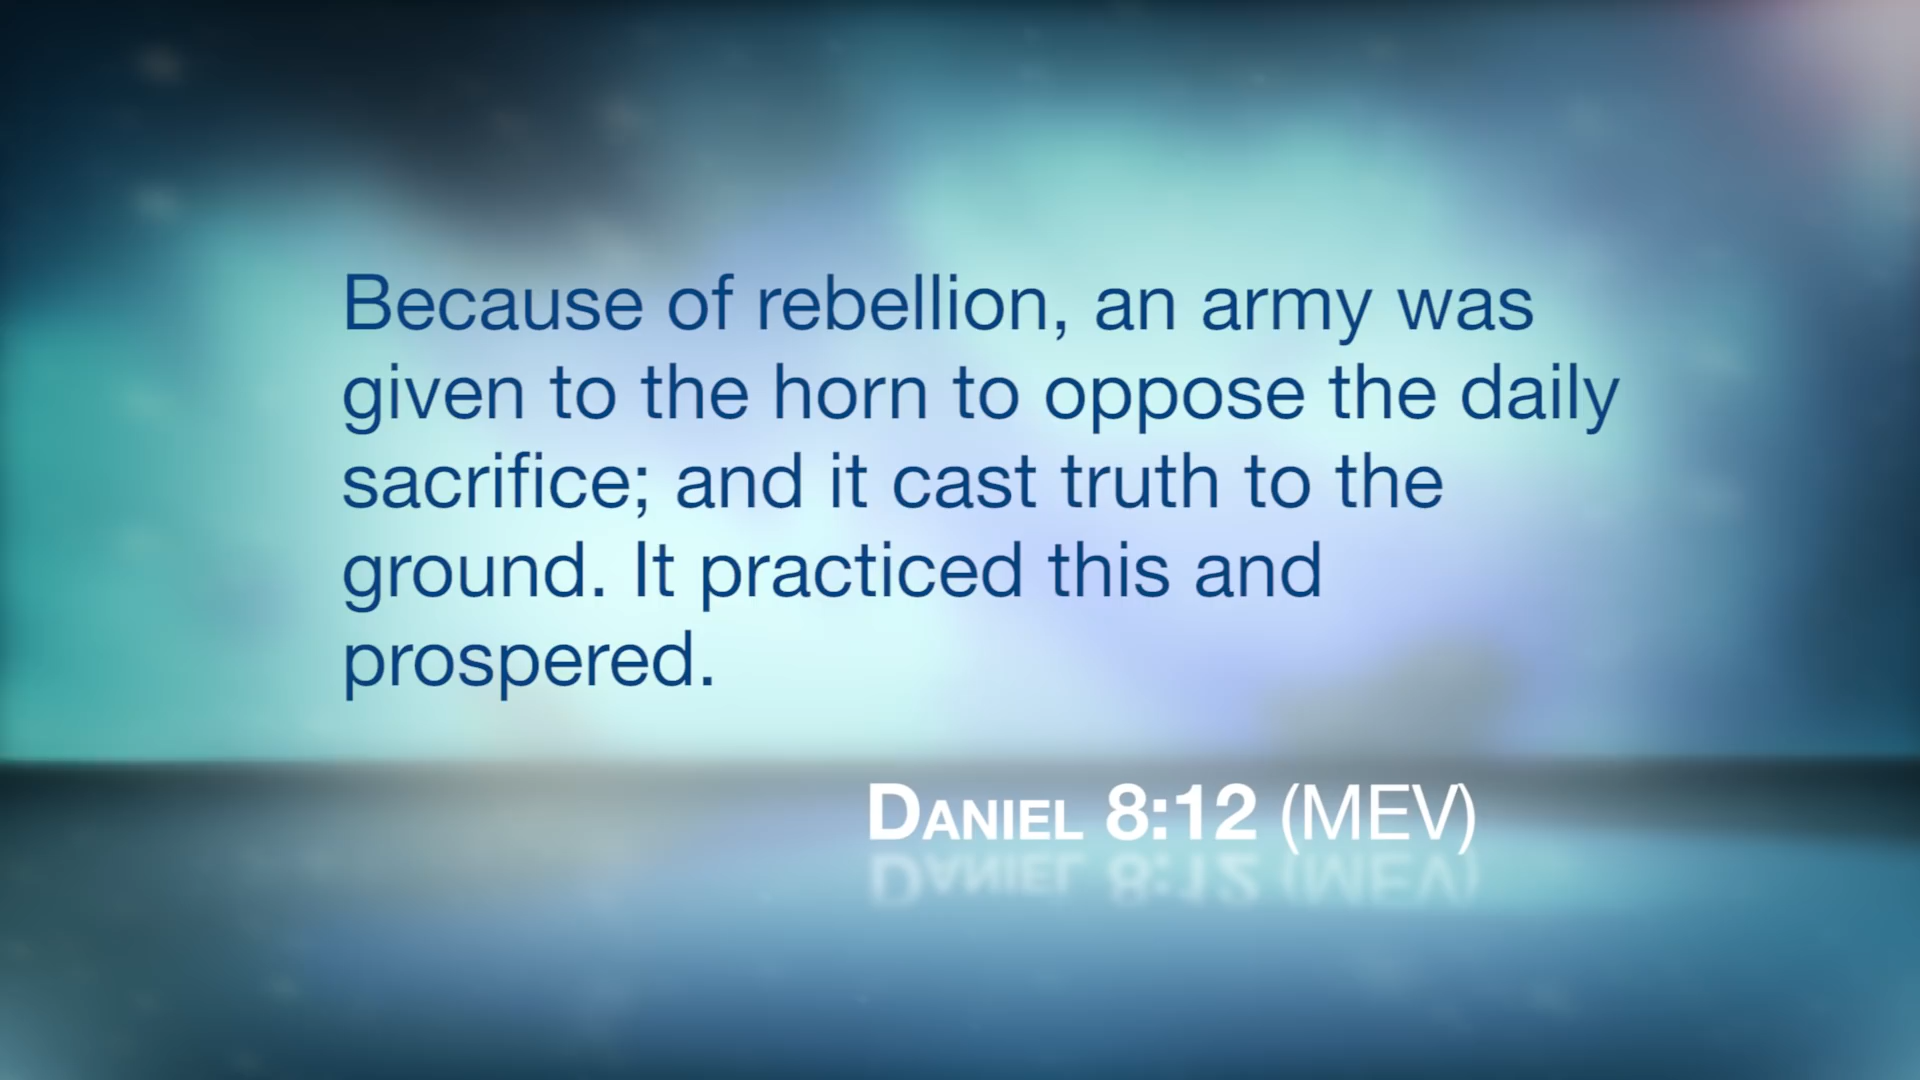 Because of rebellion, an army was
given to the horn to oppose the daily
sacrifice; and it cast truth to the
ground. It practiced this and
prospered.
DANIEL 8:12 (MEV)